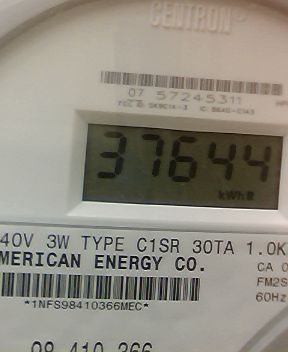 CENTRON®
07 57245311
37644
kWh
40V 3W TYPE C1SR 30TA 1.0K
MERICAN ENERGY CO.
CA 0
FM2S
60Hz
*1NFS98410366MEC*
98 410 366